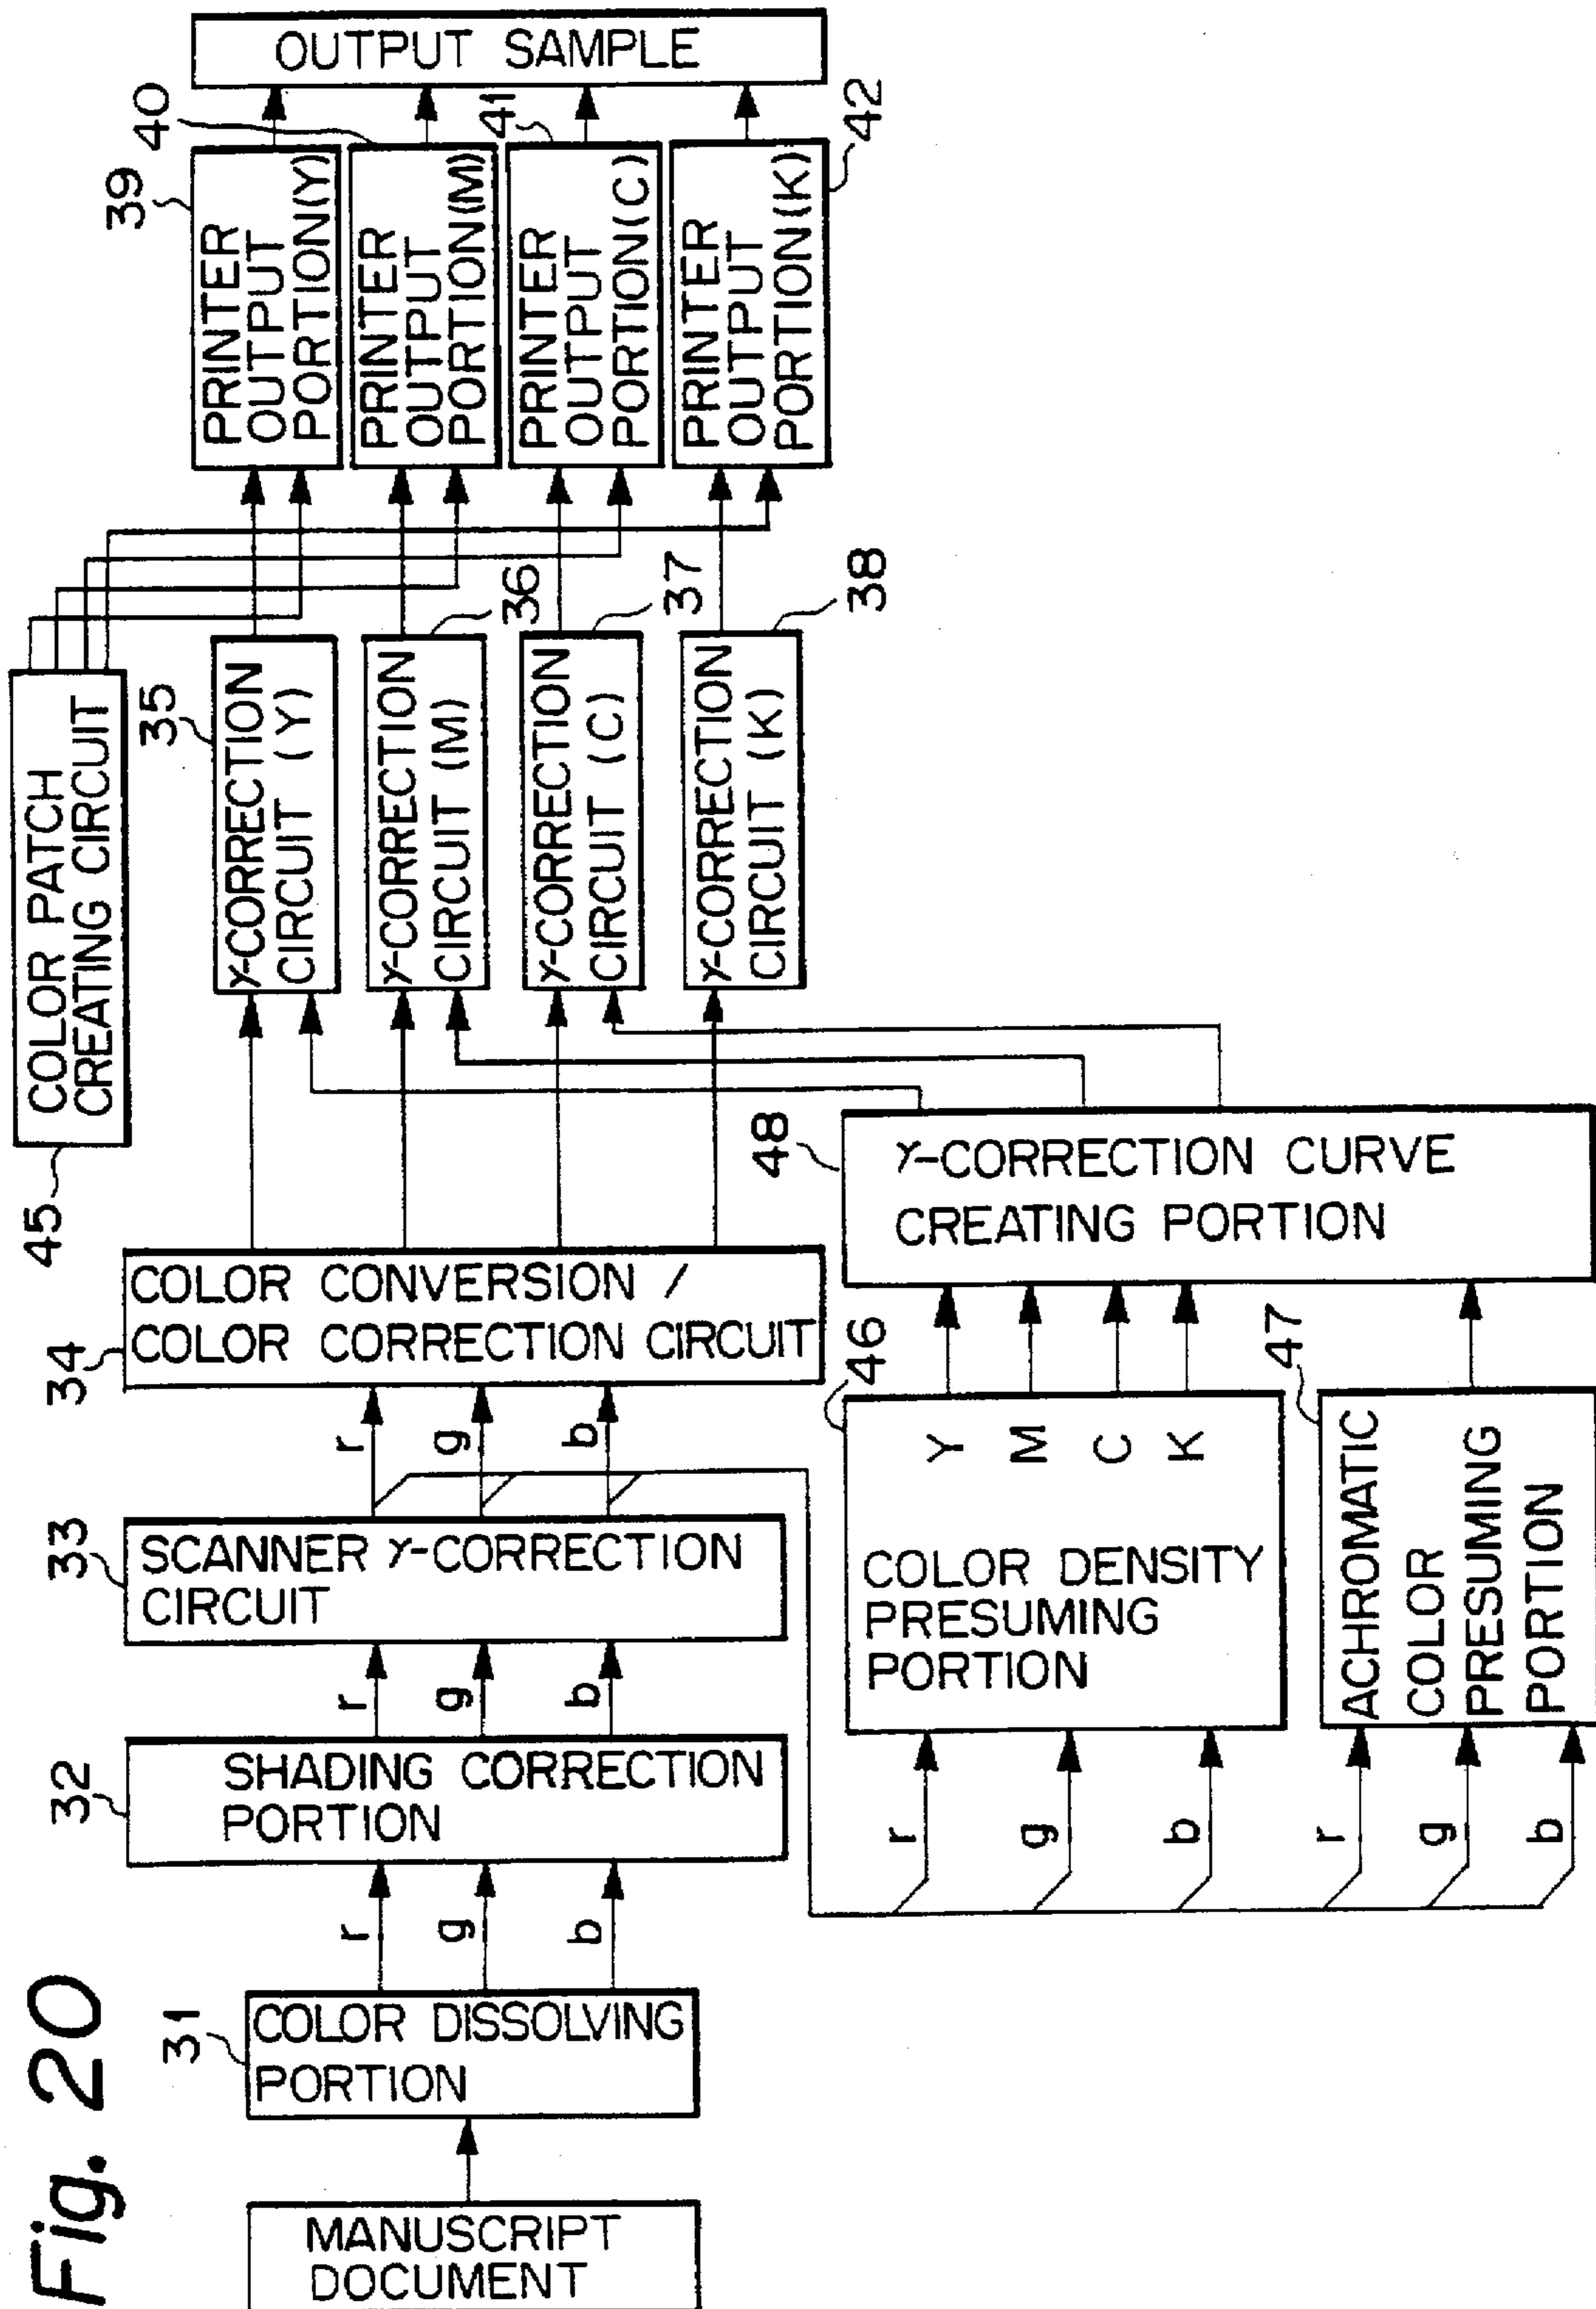 Fig. 20
MANUSCRIPT
DOCUMENT
31
COLOR DISSOLVING
PORTION
r
g
b
32
SHADING CORRECTION
PORTION
r
g
b
33
SCANNER γ-CORRECTION
CIRCUIT
r
g
b
34
COLOR CONVERSION /
COLOR CORRECTION CIRCUIT
45
COLOR PATCH
CREATING CIRCUIT
35
γ-CORRECTION
CIRCUIT (Y)
36
γ-CORRECTION
CIRCUIT (M)
37
γ-CORRECTION
CIRCUIT (C)
38
γ-CORRECTION
CIRCUIT (K)
39
PRINTER
OUTPUT
PORTION(Y)
40
PRINTER
OUTPUT
PORTION(M)
41
PRINTER
OUTPUT
PORTION(C)
42
PRINTER
OUTPUT
PORTION(K)
OUTPUT SAMPLE
r
g
b
46
Y
M
C
K
COLOR DENSITY
PRESUMING
PORTION
r
g
b
47
ACHROMATIC
COLOR
PRESUMING
PORTION
48
γ-CORRECTION CURVE
CREATING PORTION